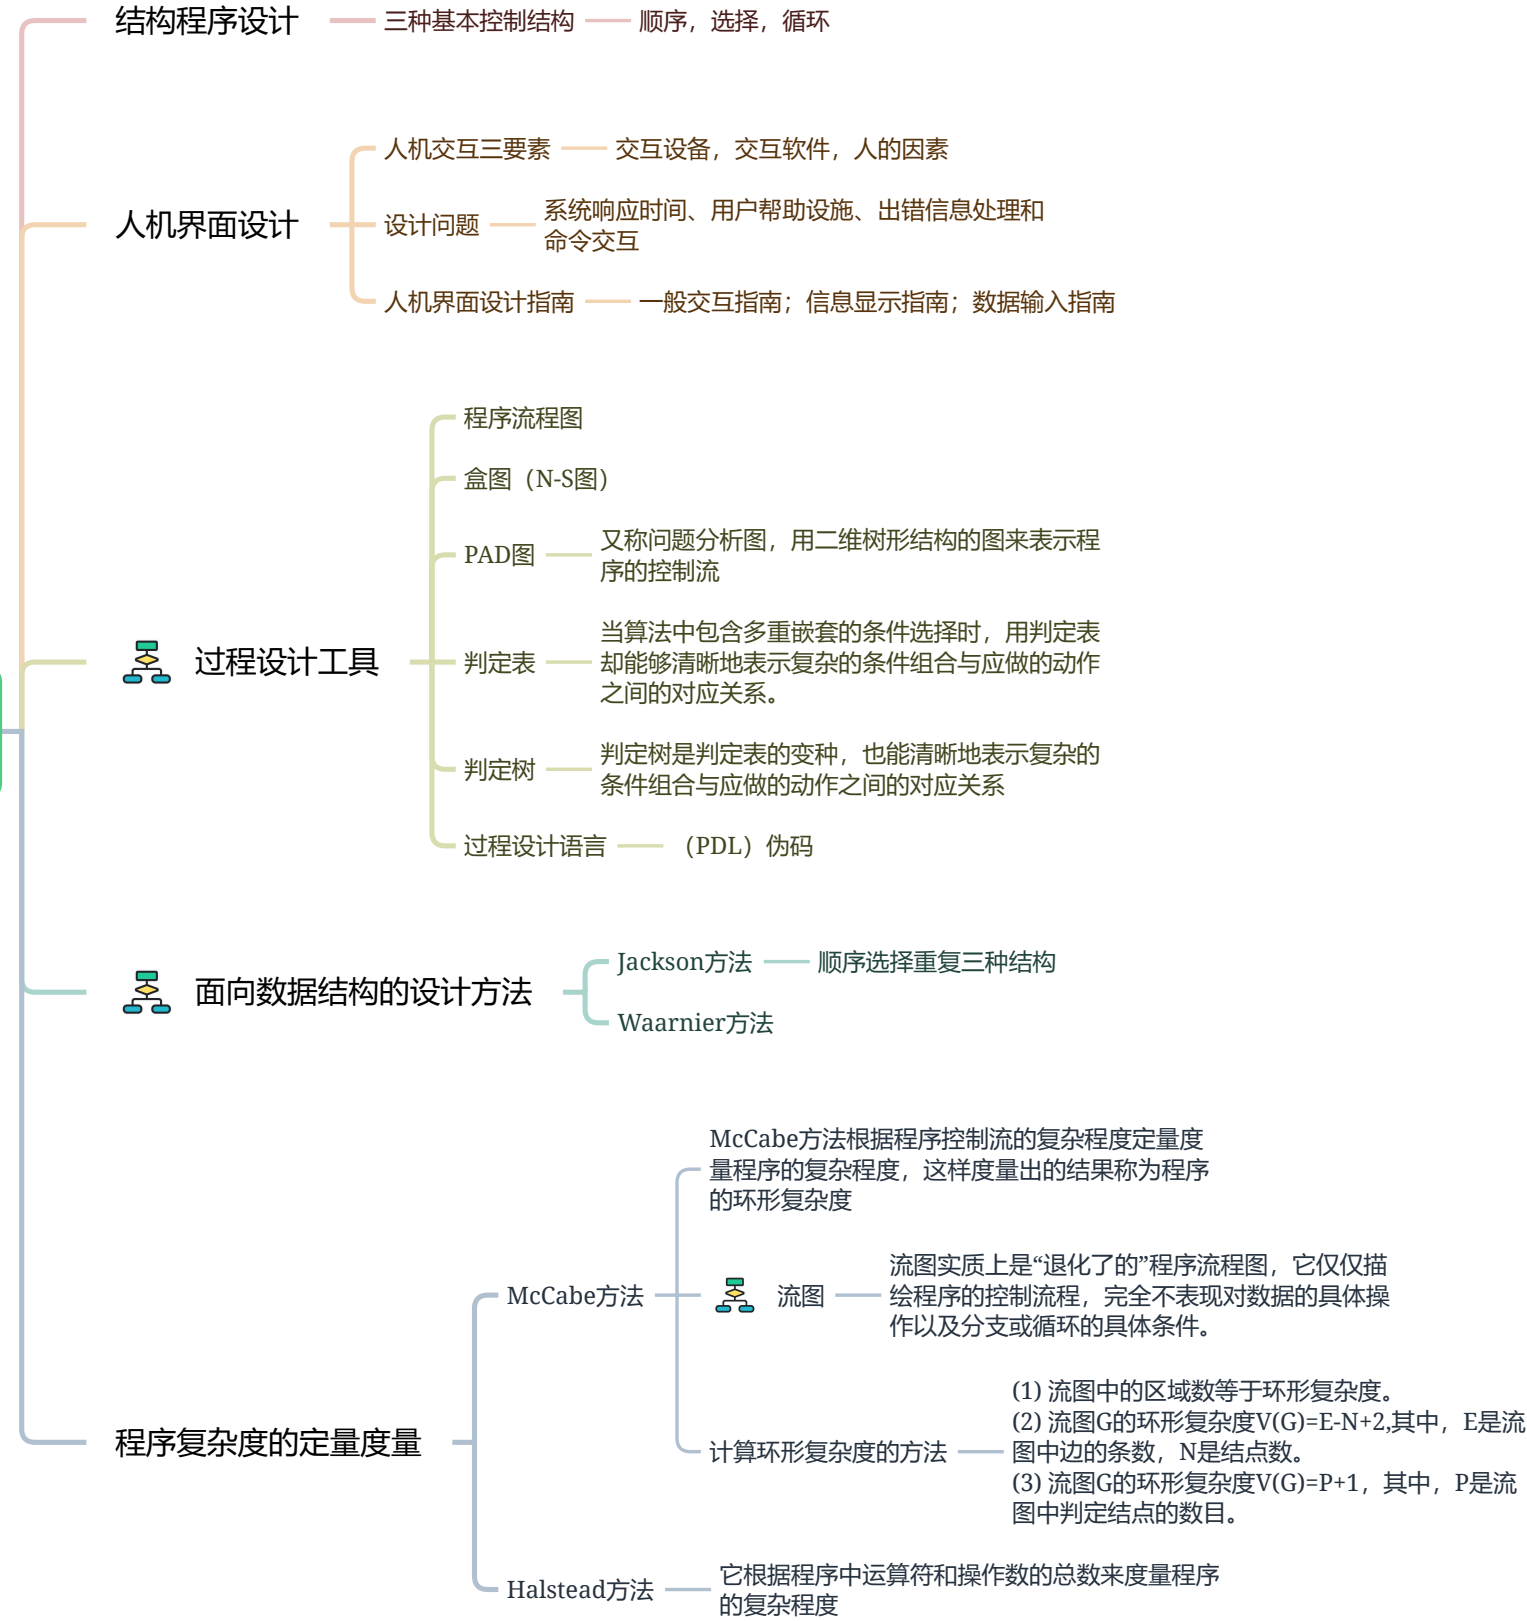 结构程序设计
三种基本控制结构
顺序，选择，循环
人机界面设计
人机交互三要素
交互设备，交互软件，人的因素
设计问题
系统响应时间、用户帮助设施、出错信息处理和
命令交互
人机界面设计指南
一般交互指南；信息显示指南；数据输入指南
过程设计工具
程序流程图
盒图（N-S图）
PAD图
又称问题分析图，用二维树形结构的图来表示程
序的控制流
判定表
当算法中包含多重嵌套的条件选择时，用判定表
却能够清晰地表示复杂的条件组合与应做的动作
之间的对应关系。
判定树
判定树是判定表的变种，也能清晰地表示复杂的
条件组合与应做的动作之间的对应关系
过程设计语言
（PDL）伪码
面向数据结构的设计方法
Jackson方法
顺序选择重复三种结构
Waarnier方法
程序复杂度的定量度量
McCabe方法
McCabe方法根据程序控制流的复杂程度定量度
量程序的复杂程度，这样度量出的结果称为程序
的环形复杂度
流图
流图实质上是“退化了的”程序流程图，它仅仅描
绘程序的控制流程，完全不表现对数据的具体操
作以及分支或循环的具体条件。
计算环形复杂度的方法
(1) 流图中的区域数等于环形复杂度。
(2) 流图G的环形复杂度V(G)=E-N+2,其中，E是流
图中边的条数，N是结点数。
(3) 流图G的环形复杂度V(G)=P+1，其中，P是流
图中判定结点的数目。
Halstead方法
它根据程序中运算符和操作数的总数来度量程序
的复杂程度